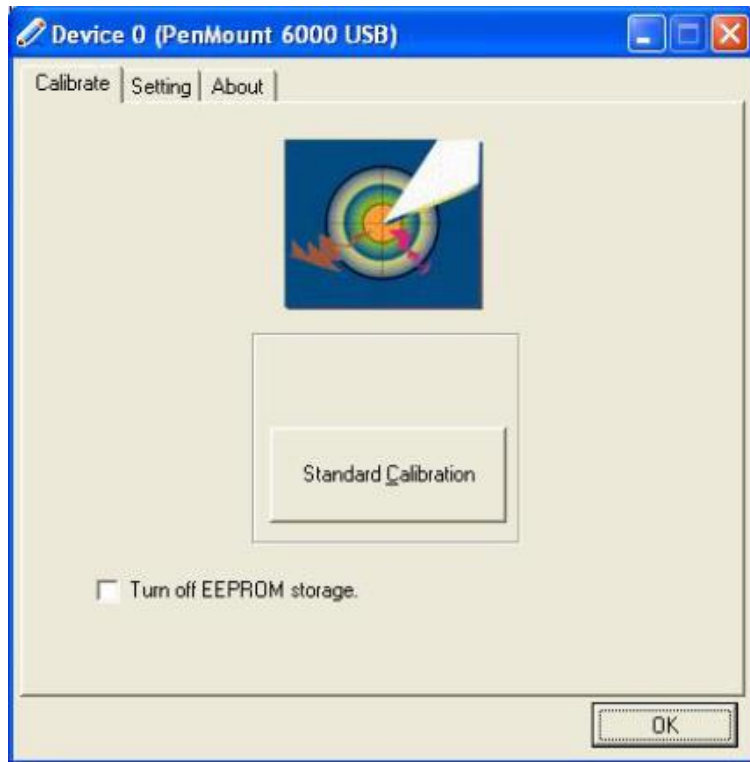 Device 0 (PenMount 6000 USB)
Calibrate Setting About
Standard Calibration
Turn off EEPROM storage.
OK